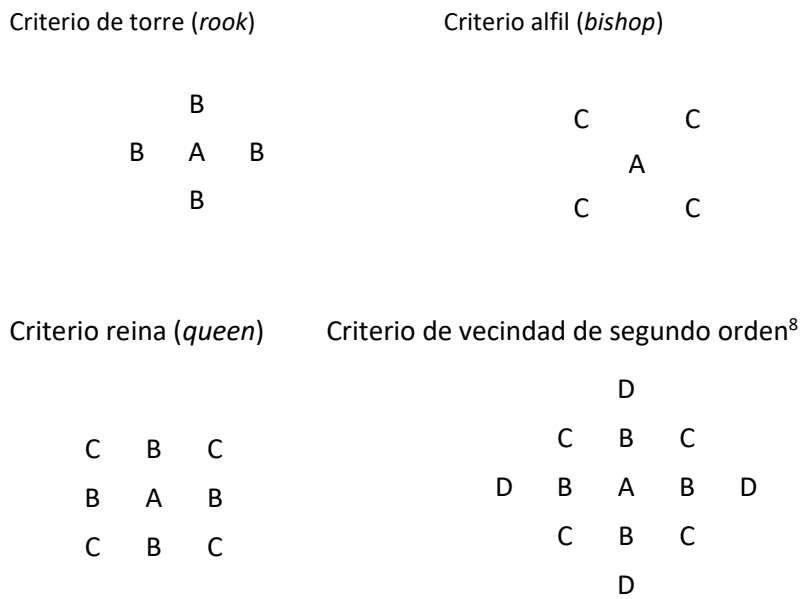 Criterio de torre (rook)
Criterio alfil (bishop)
B
B A B
B
C C
A
C C
Criterio reina (queen)
Criterio de vecindad de segundo orden⁸
C B C
B A B
C B C
D
C B C
D B A B D
C B C
D